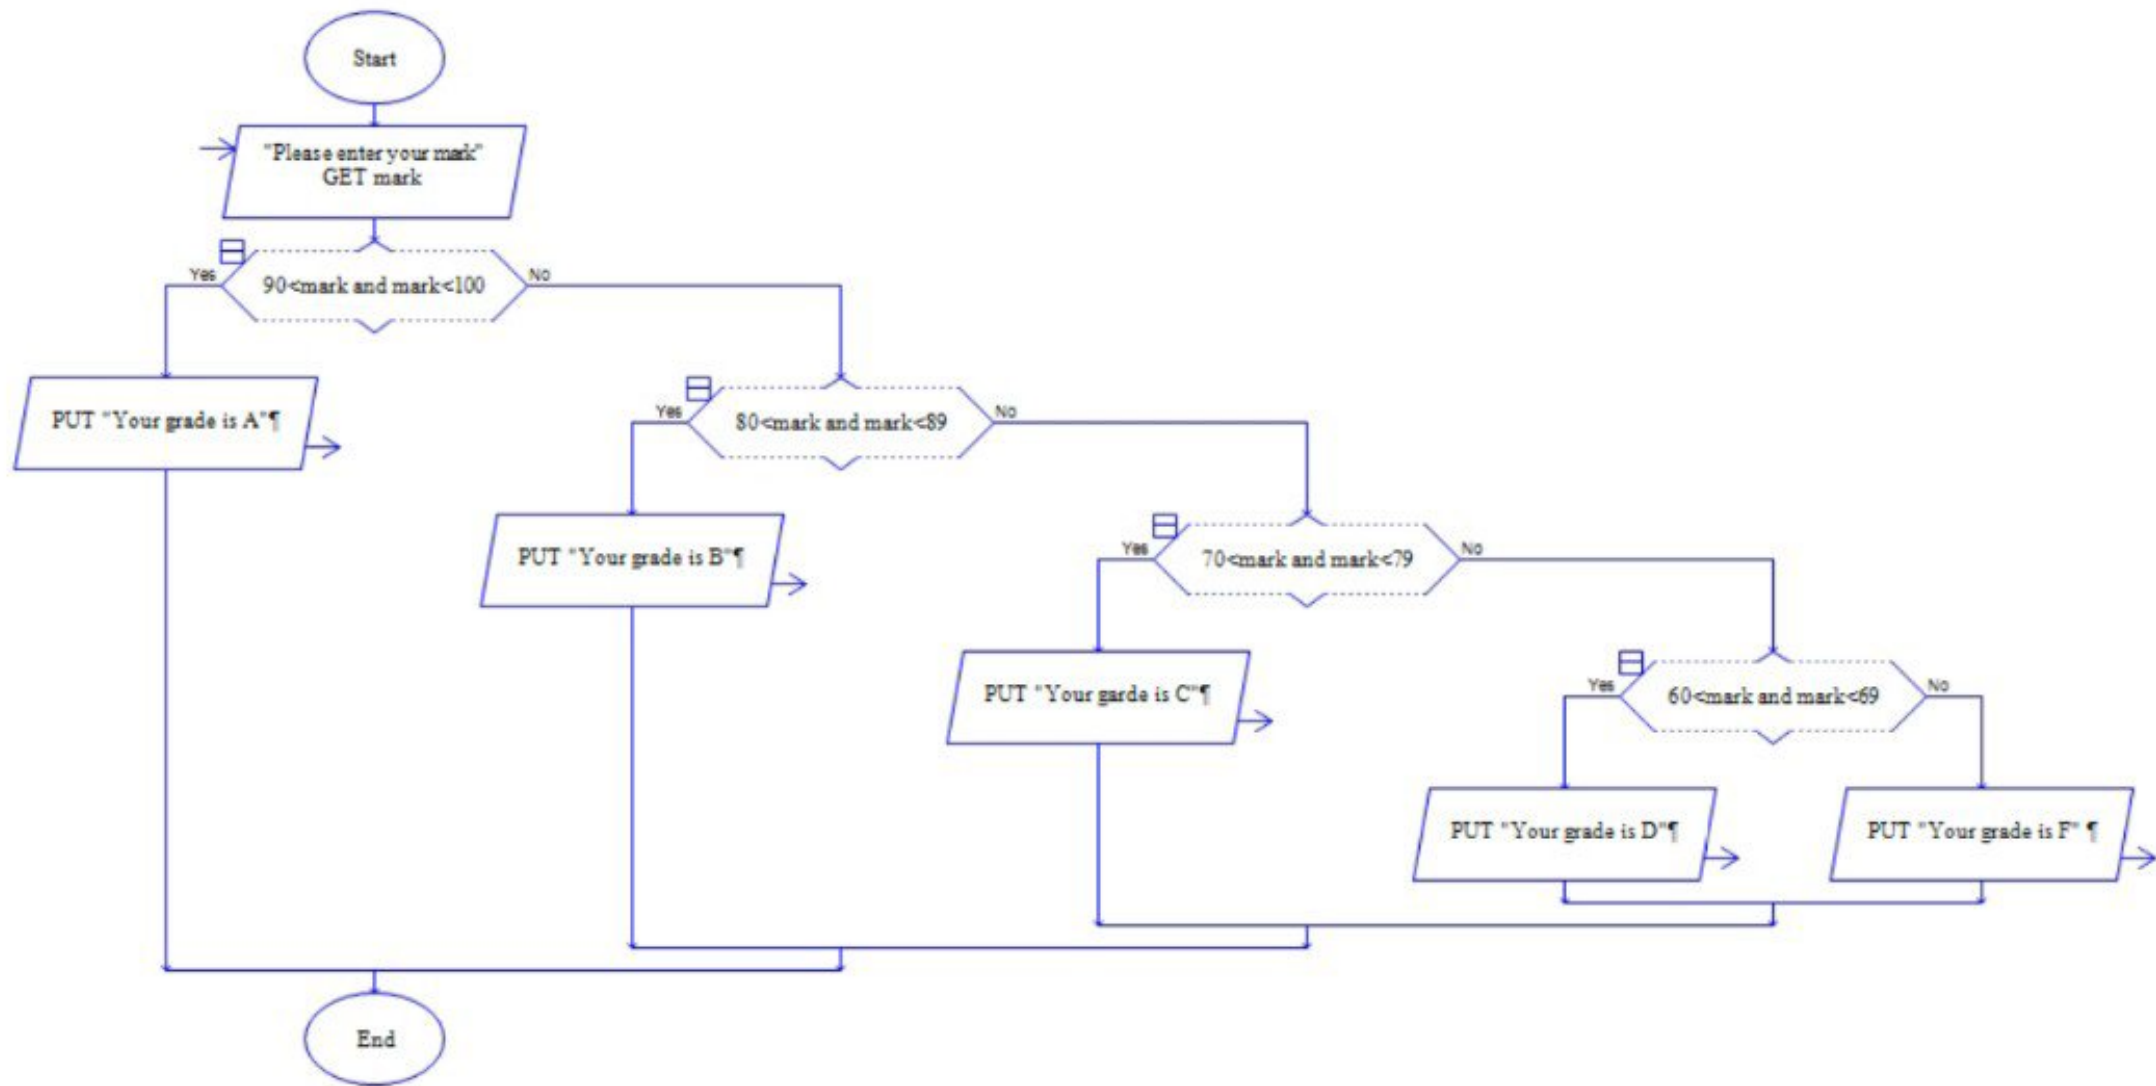 Start
"Please enter your mark"
GET mark
Yes
90<mark and mark<100
No
PUT "Your grade is A"¶
Yes
80<mark and mark<89
No
PUT "Your grade is B"¶
Yes
70<mark and mark<79
No
PUT "Your garde is C"¶
Yes
60<mark and mark<69
No
PUT "Your grade is D"¶
PUT "Your grade is F" ¶
End